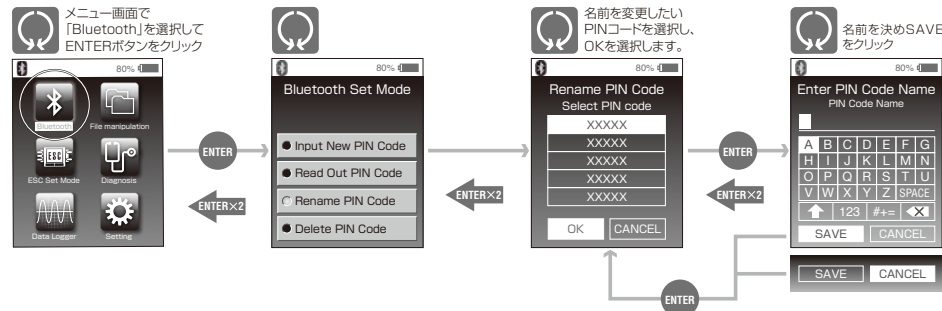 メニュー画面で
「Bluetooth」を選択して
ENTERボタンをクリック
80%
Bluetooth
File manipulation
ESC
ESC Set Mode
Diagnosis
Data Logger
Setting
ENTER
ENTER×2
80%
Bluetooth Set Mode
Input New PIN Code
Read Out PIN Code
Rename PIN Code
Delete PIN Code
ENTER×2
名前を変更したい
PINコードを選択し、
OKを選択します。
80%
Rename PIN Code
Select PIN code
XXXXX
XXXXX
XXXXX
XXXXX
XXXXX
OK CANCEL
ENTER
ENTER×2
名前を決めSAVE
をクリック
80%
Enter PIN Code Name
PIN Code Name
A B C D E F G
H I J K L M N
O P Q R S T U
V W X Y Z SPACE
123 #+=
SAVE CANCEL
SAVE CANCEL
ENTER